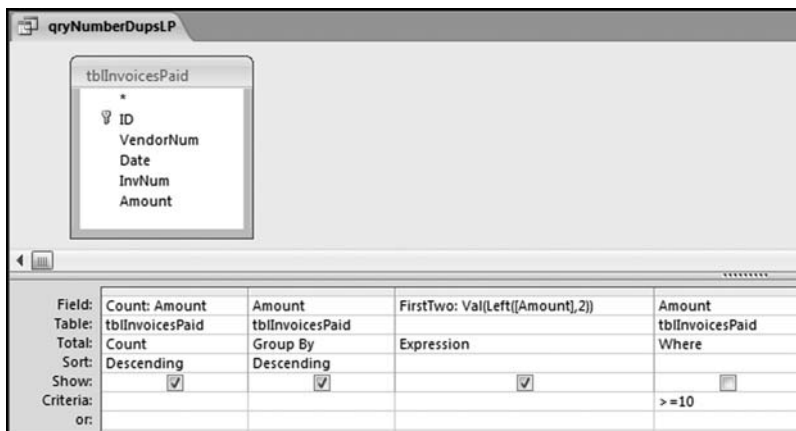 qryNumberDupsLP
tblInvoicesPaid
*
ID
VendorNum
Date
InvNum
Amount
Field: Count: Amount Amount FirstTwo: Val(Left([Amount],2)) Amount
Table: tblInvoicesPaid tblInvoicesPaid tblInvoicesPaid
Total: Count Group By Expression Where
Sort: Descending Descending
Show:
Criteria: >=10
or: